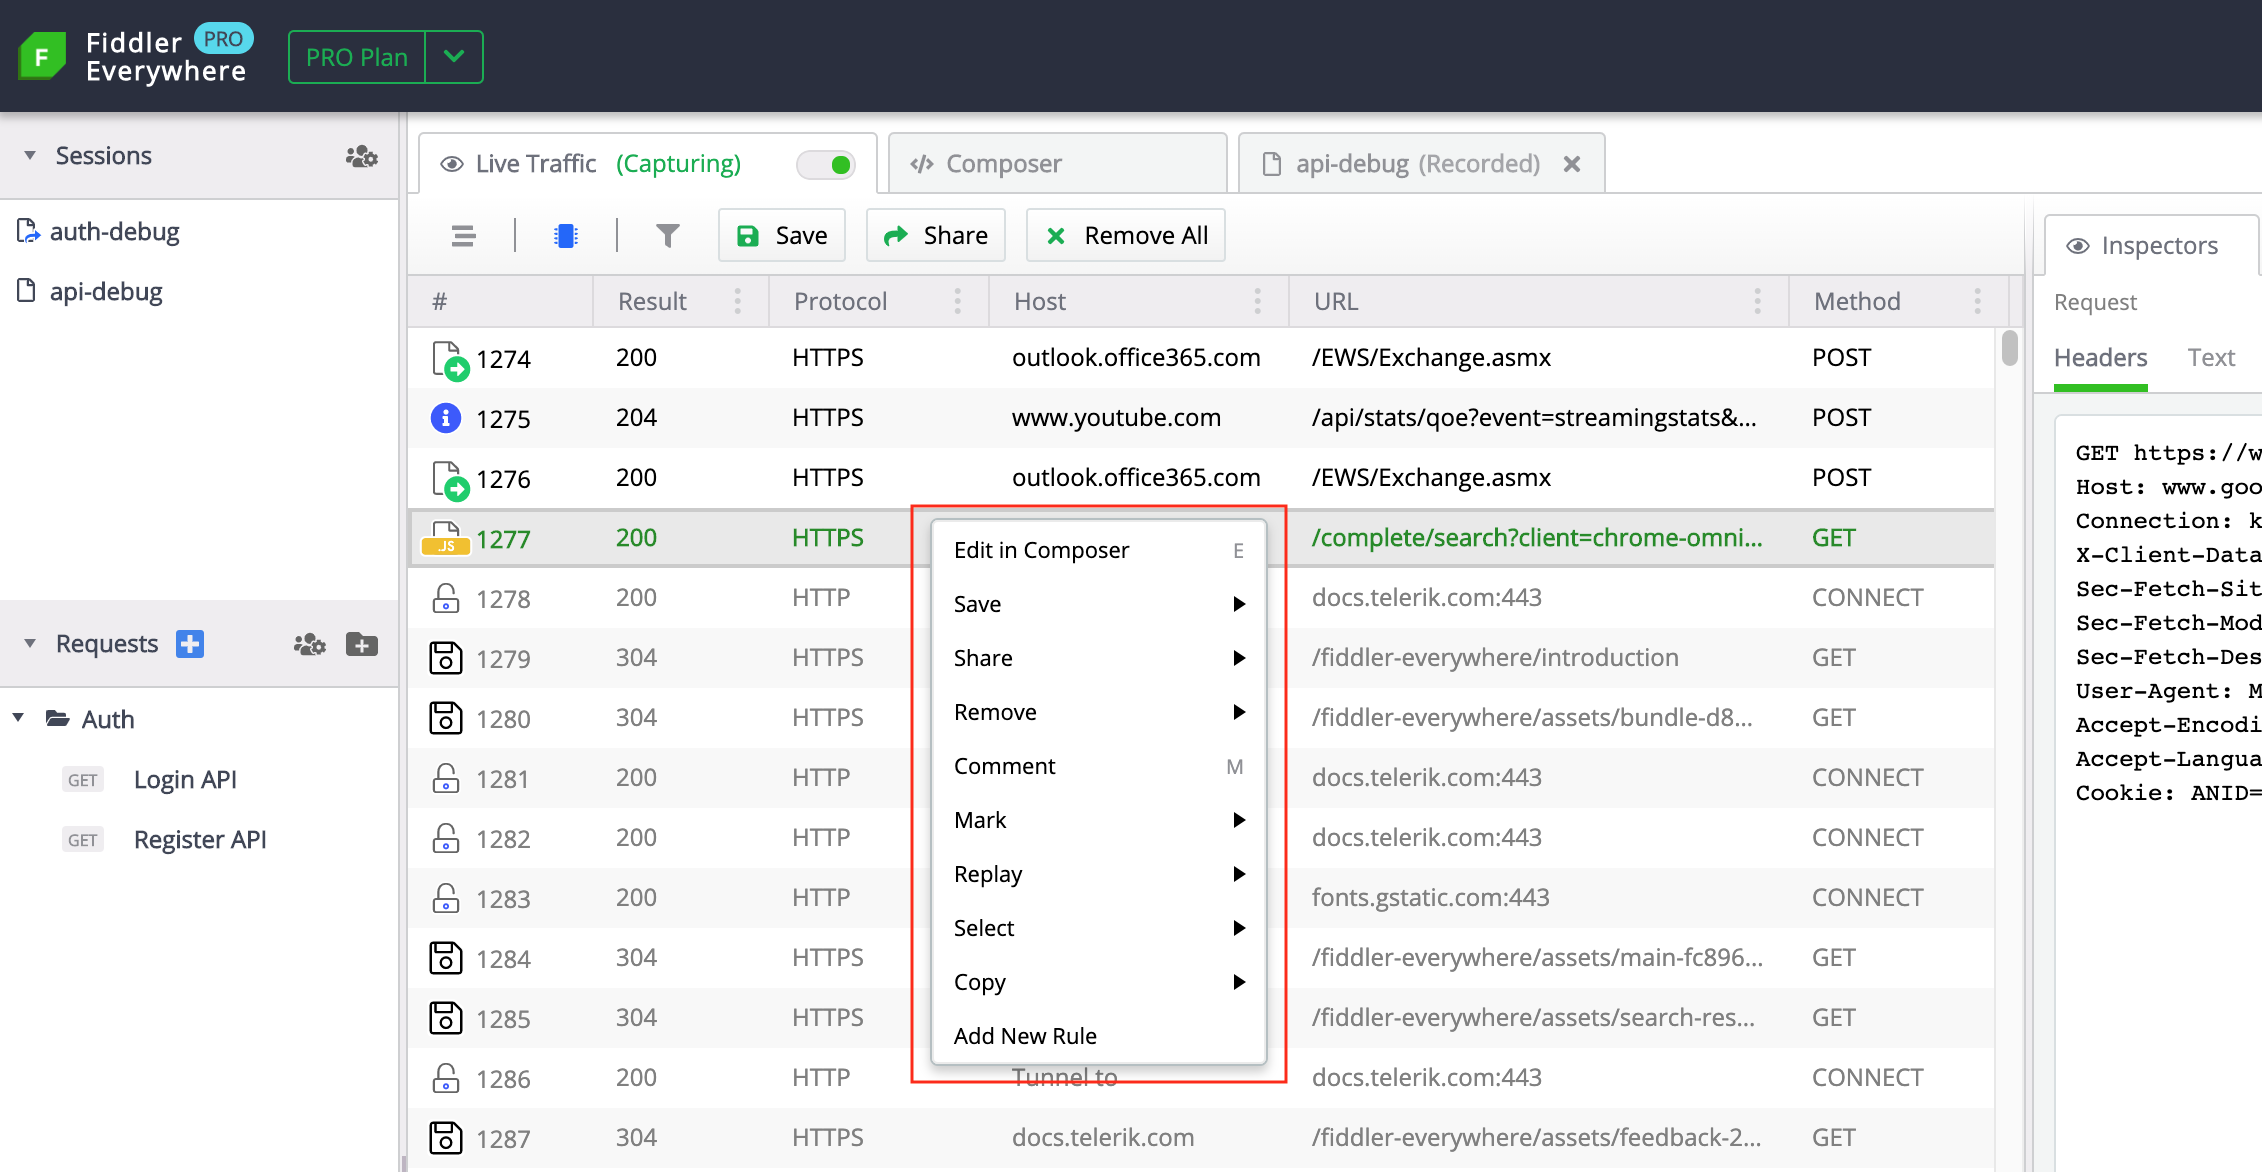 Fiddler PRO
Everywhere
PRO Plan
Sessions
auth-debug
api-debug
Requests
Auth
GET Login API
GET Register API
Live Traffic (Capturing)
Composer
api-debug (Recorded)
Save
Share
Remove All
# Result Protocol Host URL Method
1274 200 HTTPS outlook.office365.com /EWS/Exchange.asmx POST
1275 204 HTTPS www.youtube.com /api/stats/qoe?event=streamingstats&... POST
1276 200 HTTPS outlook.office365.com /EWS/Exchange.asmx POST
JS 1277 200 HTTPS /complete/search?client=chrome-omni... GET
1278 200 HTTP docs.telerik.com:443 CONNECT
1279 304 HTTPS /fiddler-everywhere/introduction GET
1280 304 HTTPS /fiddler-everywhere/assets/bundle-d8... GET
1281 200 HTTP docs.telerik.com:443 CONNECT
1282 200 HTTP docs.telerik.com:443 CONNECT
1283 200 HTTP fonts.gstatic.com:443 CONNECT
1284 304 HTTPS /fiddler-everywhere/assets/main-fc896... GET
1285 304 HTTPS /fiddler-everywhere/assets/search-res... GET
1286 200 HTTP Tunnel to docs.telerik.com:443 CONNECT
1287 304 HTTPS docs.telerik.com /fiddler-everywhere/assets/feedback-2... GET
Edit in Composer E
Save
Share
Remove
Comment M
Mark
Replay
Select
Copy
Add New Rule
Inspectors
Request
Headers Text
GET https://w
Host: www.goo
Connection: k
X-Client-Data
Sec-Fetch-Sit
Sec-Fetch-Mod
Sec-Fetch-Des
User-Agent: M
Accept-Encodi
Accept-Langua
Cookie: ANID=